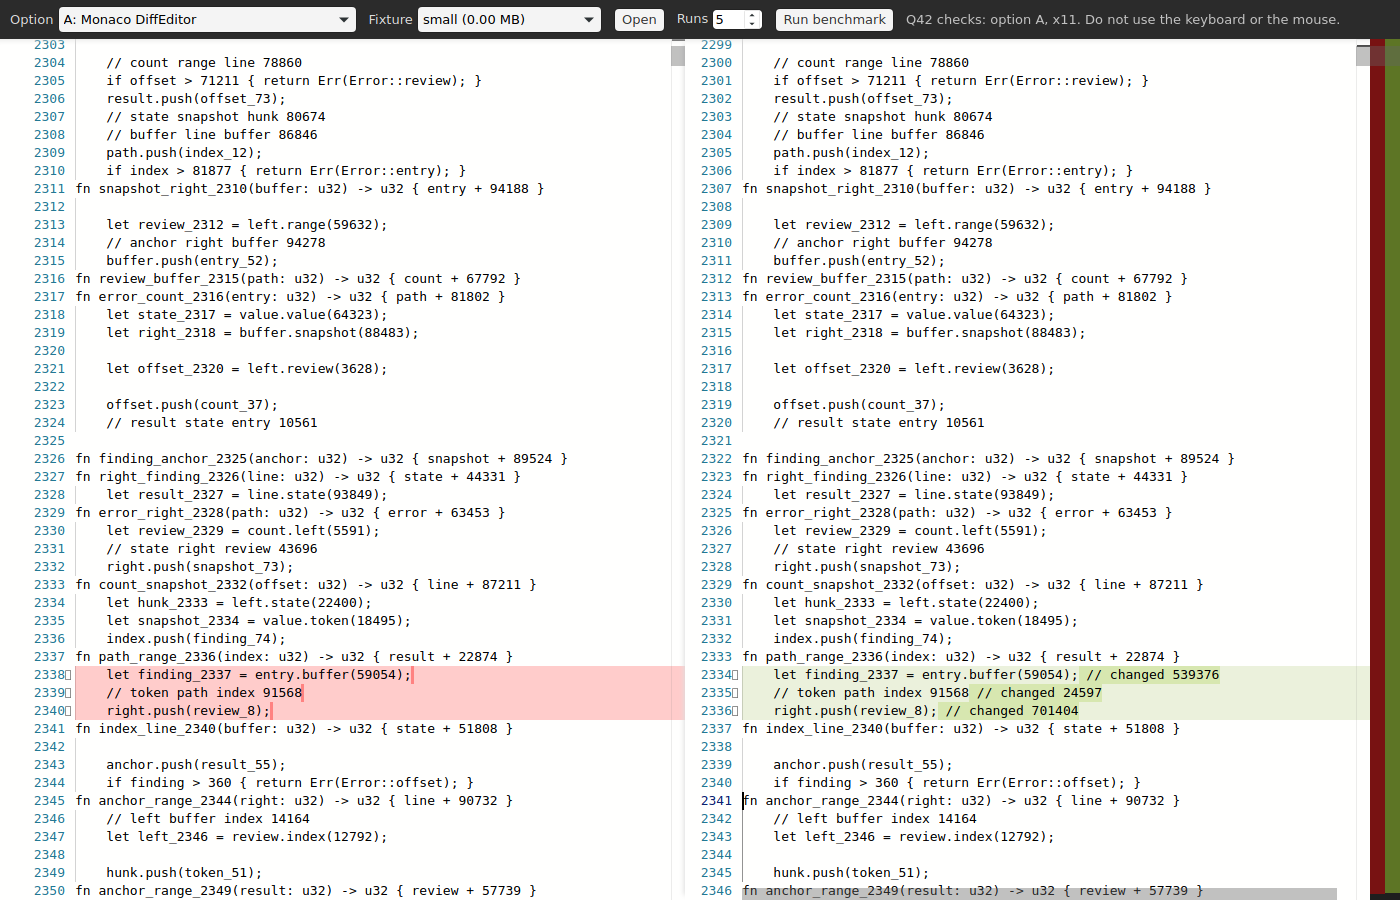 Option A: Monaco DiffEditor Fixture small (0.00 MB) Open Runs 5 Run benchmark Q42 checks: option A, x11. Do not use the keyboard or the mouse.
2303
2304     // count range line 78860
2305     if offset > 71211 { return Err(Error::review); }
2306     result.push(offset_73);
2307     // state snapshot hunk 80674
2308     // buffer line buffer 86846
2309     path.push(index_12);
2310     if index > 81877 { return Err(Error::entry); }
2311 fn snapshot_right_2310(buffer: u32) -> u32 { entry + 94188 }
2312
2313     let review_2312 = left.range(59632);
2314     // anchor right buffer 94278
2315     buffer.push(entry_52);
2316 fn review_buffer_2315(path: u32) -> u32 { count + 67792 }
2317 fn error_count_2316(entry: u32) -> u32 { path + 81802 }
2318     let state_2317 = value.value(64323);
2319     let right_2318 = buffer.snapshot(88483);
2320
2321     let offset_2320 = left.review(3628);
2322
2323     offset.push(count_37);
2324     // result state entry 10561
2325
2326 fn finding_anchor_2325(anchor: u32) -> u32 { snapshot + 89524 }
2327 fn right_finding_2326(line: u32) -> u32 { state + 44331 }
2328     let result_2327 = line.state(93849);
2329 fn error_right_2328(path: u32) -> u32 { error + 63453 }
2330     let review_2329 = count.left(5591);
2331     // state right review 43696
2332     right.push(snapshot_73);
2333 fn count_snapshot_2332(offset: u32) -> u32 { line + 87211 }
2334     let hunk_2333 = left.state(22400);
2335     let snapshot_2334 = value.token(18495);
2336     index.push(finding_74);
2337 fn path_range_2336(index: u32) -> u32 { result + 22874 }
2338     let finding_2337 = entry.buffer(59054);
2339     // token path index 91568
2340     right.push(review_8);
2341 fn index_line_2340(buffer: u32) -> u32 { state + 51808 }
2342
2343     anchor.push(result_55);
2344     if finding > 360 { return Err(Error::offset); }
2345 fn anchor_range_2344(right: u32) -> u32 { line + 90732 }
2346     // left buffer index 14164
2347     let left_2346 = review.index(12792);
2348
2349     hunk.push(token_51);
2350 fn anchor_range_2349(result: u32) -> u32 { review + 57739 }
2299
2300     // count range line 78860
2301     if offset > 71211 { return Err(Error::review); }
2302     result.push(offset_73);
2303     // state snapshot hunk 80674
2304     // buffer line buffer 86846
2305     path.push(index_12);
2306     if index > 81877 { return Err(Error::entry); }
2307 fn snapshot_right_2310(buffer: u32) -> u32 { entry + 94188 }
2308
2309     let review_2312 = left.range(59632);
2310     // anchor right buffer 94278
2311     buffer.push(entry_52);
2312 fn review_buffer_2315(path: u32) -> u32 { count + 67792 }
2313 fn error_count_2316(entry: u32) -> u32 { path + 81802 }
2314     let state_2317 = value.value(64323);
2315     let right_2318 = buffer.snapshot(88483);
2316
2317     let offset_2320 = left.review(3628);
2318
2319     offset.push(count_37);
2320     // result state entry 10561
2321
2322 fn finding_anchor_2325(anchor: u32) -> u32 { snapshot + 89524 }
2323 fn right_finding_2326(line: u32) -> u32 { state + 44331 }
2324     let result_2327 = line.state(93849);
2325 fn error_right_2328(path: u32) -> u32 { error + 63453 }
2326     let review_2329 = count.left(5591);
2327     // state right review 43696
2328     right.push(snapshot_73);
2329 fn count_snapshot_2332(offset: u32) -> u32 { line + 87211 }
2330     let hunk_2333 = left.state(22400);
2331     let snapshot_2334 = value.token(18495);
2332     index.push(finding_74);
2333 fn path_range_2336(index: u32) -> u32 { result + 22874 }
2334     let finding_2337 = entry.buffer(59054); // changed 539376
2335     // token path index 91568 // changed 24597
2336     right.push(review_8); // changed 701404
2337 fn index_line_2340(buffer: u32) -> u32 { state + 51808 }
2338
2339     anchor.push(result_55);
2340     if finding > 360 { return Err(Error::offset); }
2341 fn anchor_range_2344(right: u32) -> u32 { line + 90732 }
2342     // left buffer index 14164
2343     let left_2346 = review.index(12792);
2344
2345     hunk.push(token_51);
2346 fn anchor_range_2349(result: u32) -> u32 { review + 57739 }